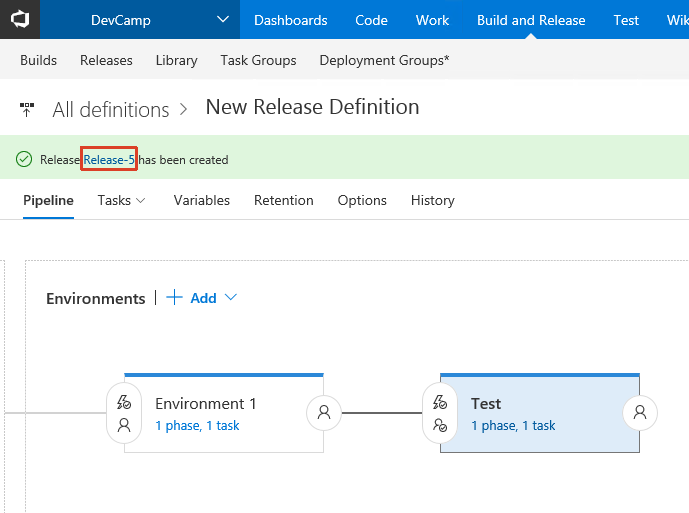 DevCamp Dashboards Code Work Build and Release Test
Builds Releases Library Task Groups Deployment Groups*
All definitions > New Release Definition
Release Release-5 has been created
Pipeline Tasks Variables Retention Options History
Environments | + Add
Environment 1
1 phase, 1 task
Test
1 phase, 1 task